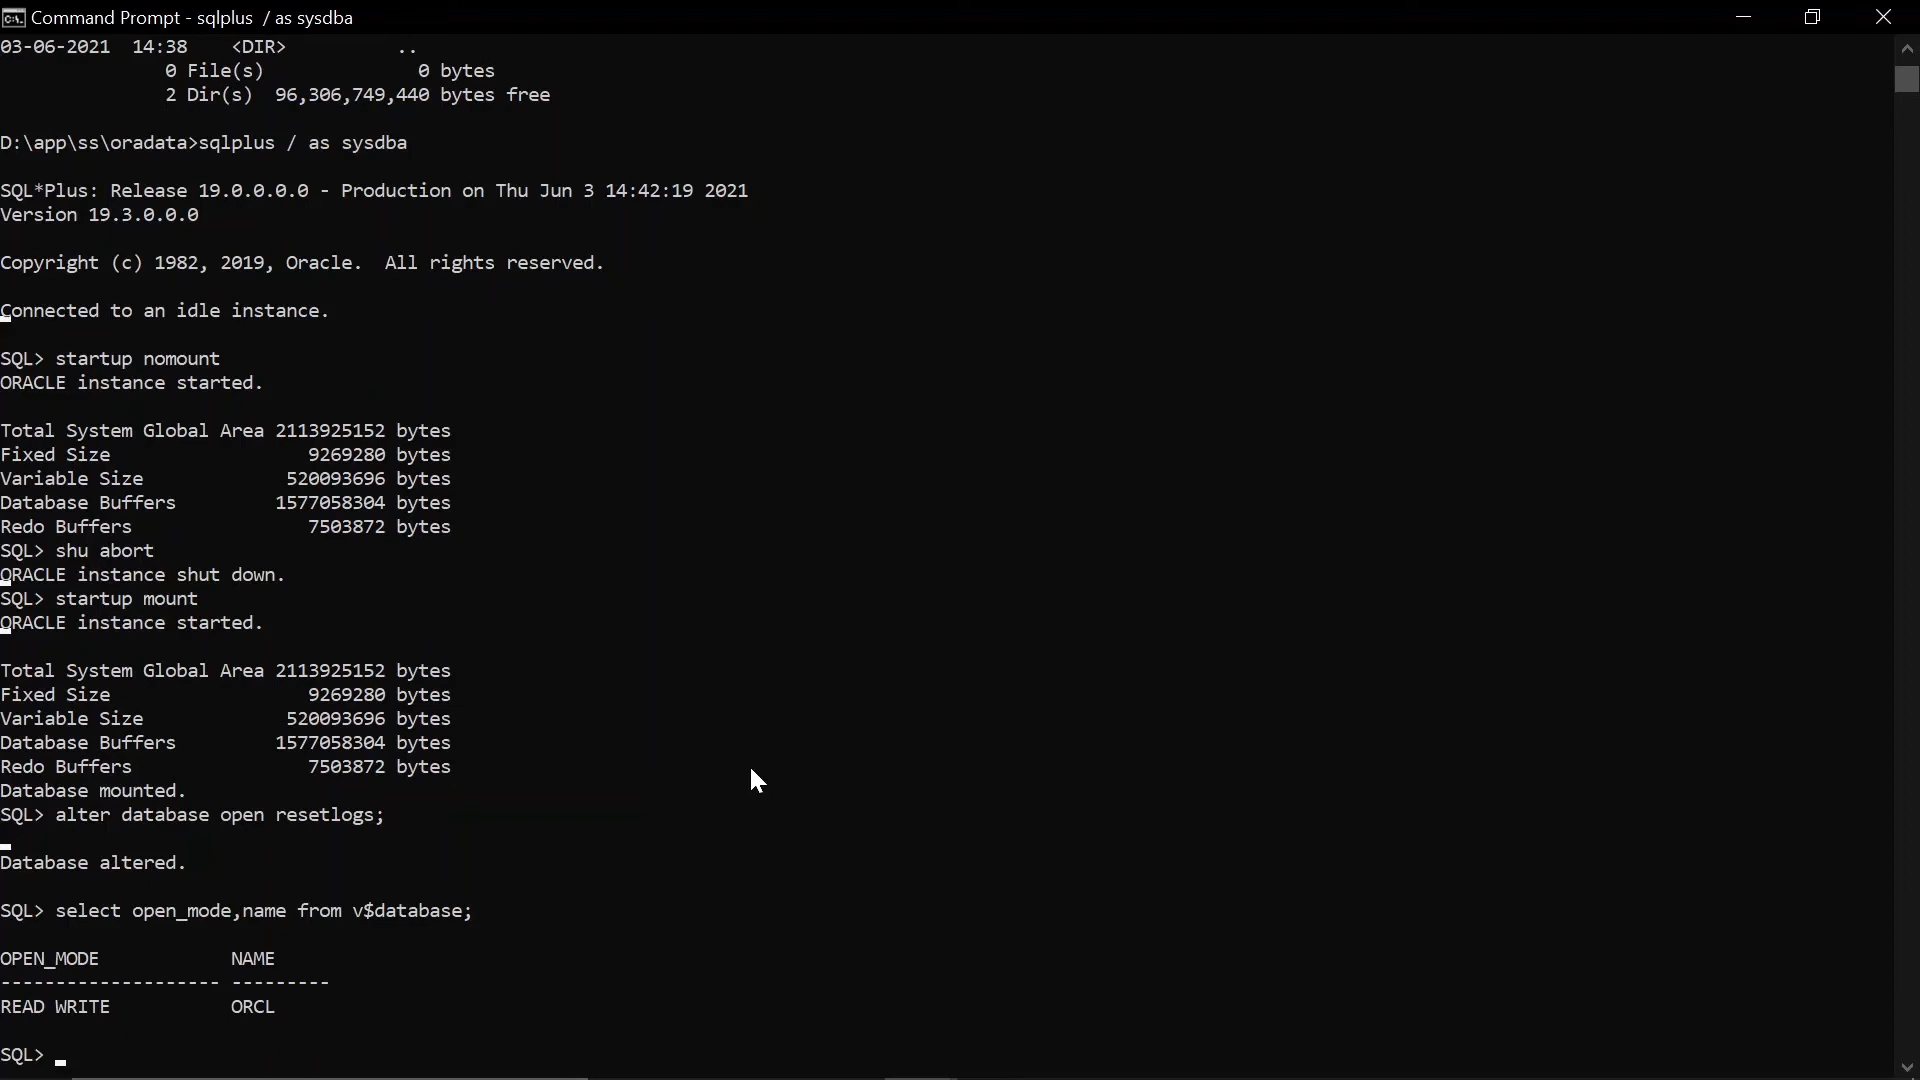 Command Prompt - sqlplus  / as sysdba
03-06-2021  14:38    <DIR>          ..
               0 File(s)              0 bytes
               2 Dir(s)  96,306,749,440 bytes free
D:\app\ss\oradata>sqlplus / as sysdba
SQL*Plus: Release 19.0.0.0.0 - Production on Thu Jun 3 14:42:19 2021
Version 19.3.0.0.0
Copyright (c) 1982, 2019, Oracle.  All rights reserved.
Connected to an idle instance.
SQL> startup nomount
ORACLE instance started.
Total System Global Area 2113925152 bytes
Fixed Size                  9269280 bytes
Variable Size             520093696 bytes
Database Buffers         1577058304 bytes
Redo Buffers                7503872 bytes
SQL> shu abort
ORACLE instance shut down.
SQL> startup mount
ORACLE instance started.
Total System Global Area 2113925152 bytes
Fixed Size                  9269280 bytes
Variable Size             520093696 bytes
Database Buffers         1577058304 bytes
Redo Buffers                7503872 bytes
Database mounted.
SQL> alter database open resetlogs;
Database altered.
SQL> select open_mode,name from v$database;
OPEN_MODE            NAME
-------------------- ---------
READ WRITE           ORCL
SQL>